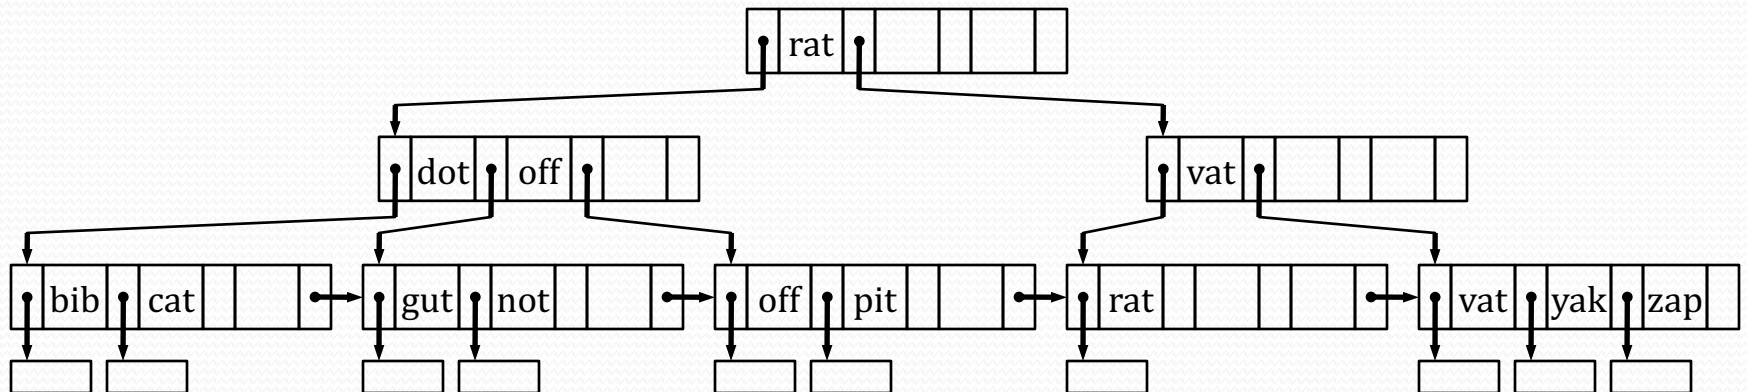 rat
dot off vat
bib cat gut not off pit rat vat yak zap